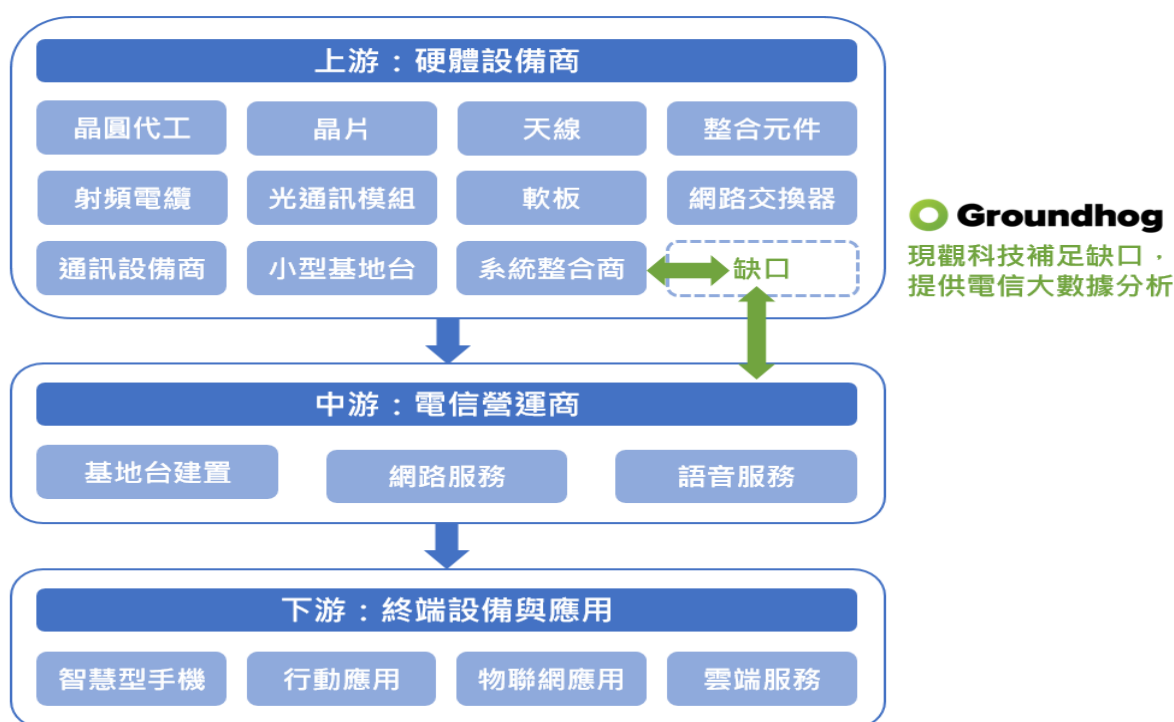 上游：硬體設備商
晶圓代工
晶片
天線
整合元件
射頻電纜
光通訊模組
軟板
網路交換器
通訊設備商
小型基地台
系統整合商
缺口
Groundhog
現觀科技補足缺口，
提供電信大數據分析
中游：電信營運商
基地台建置
網路服務
語音服務
下游：終端設備與應用
智慧型手機
行動應用
物聯網應用
雲端服務